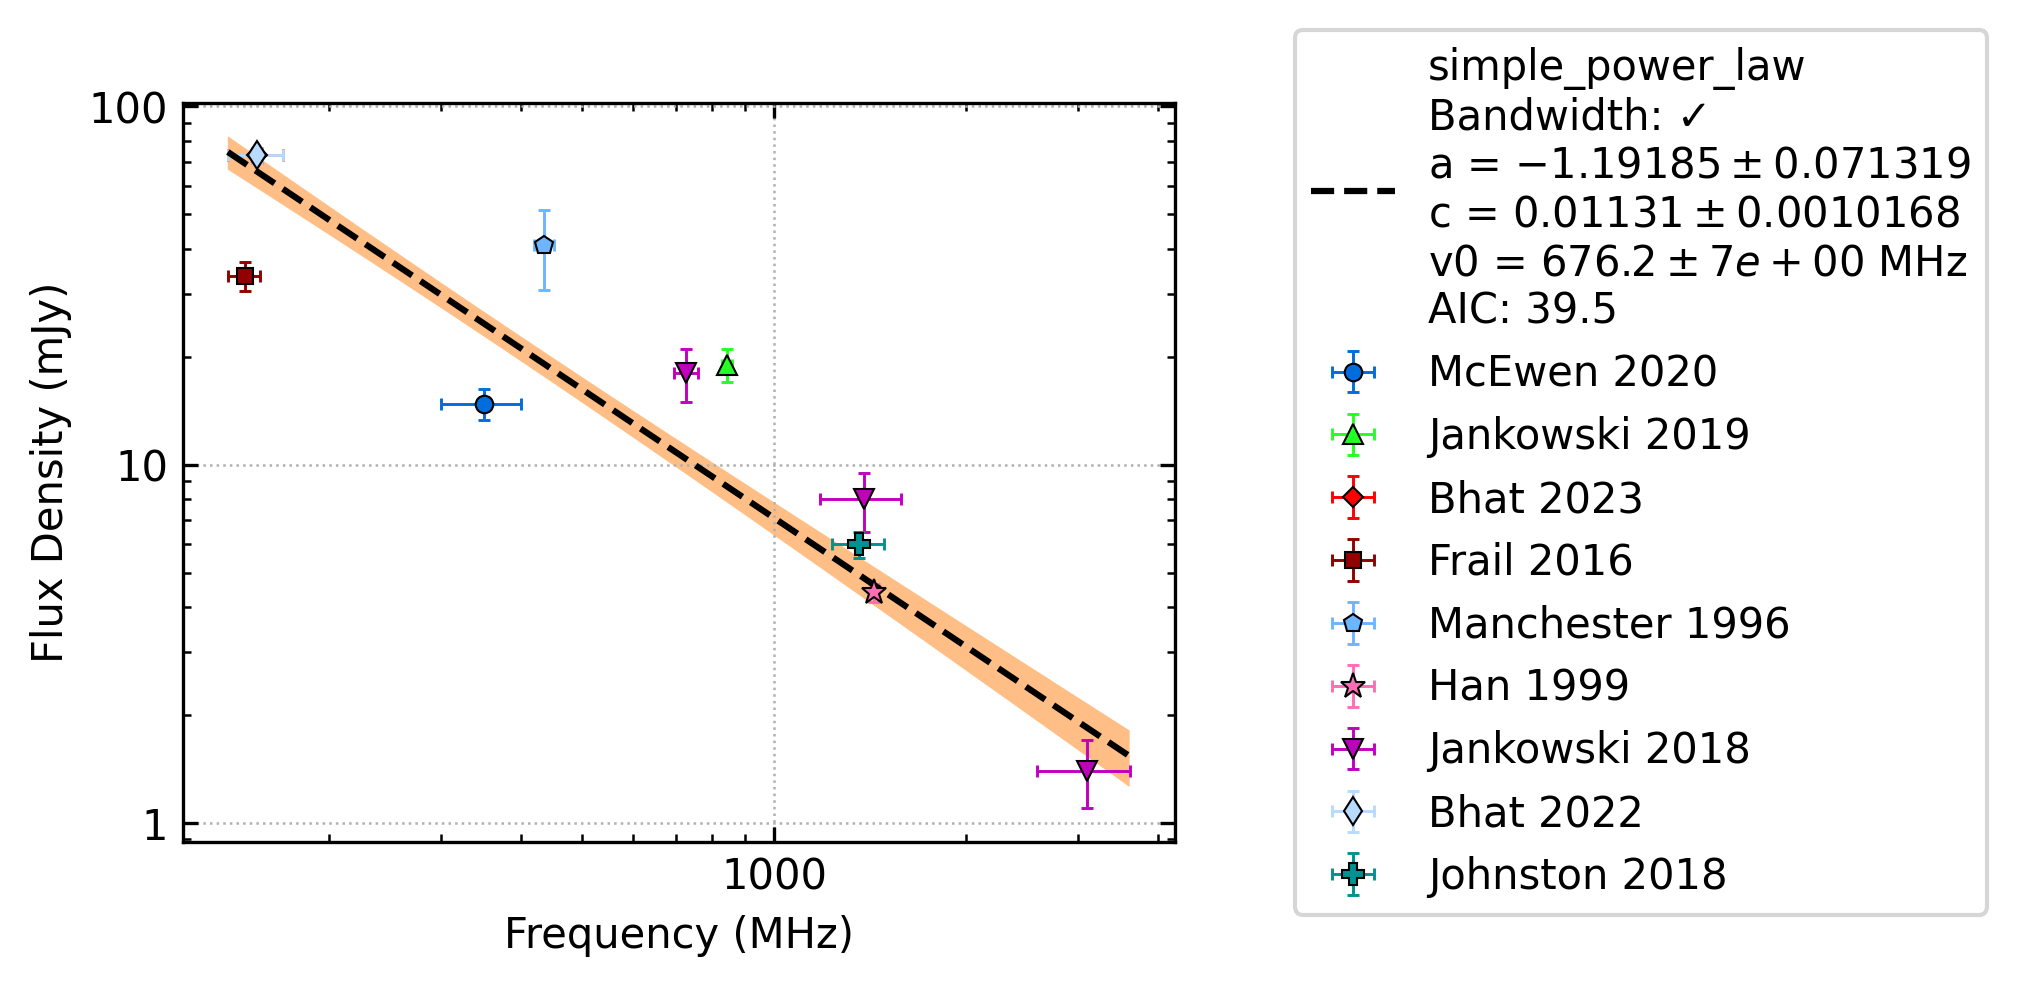 100
10
1
1000
Flux Density (mJy)
Frequency (MHz)
simple_power_law
Bandwidth: ✓
a = −1.19185 ± 0.071319
c = 0.01131 ± 0.0010168
v0 = 676.2 ± 7e + 00 MHz
AIC: 39.5
McEwen 2020
Jankowski 2019
Bhat 2023
Frail 2016
Manchester 1996
Han 1999
Jankowski 2018
Bhat 2022
Johnston 2018